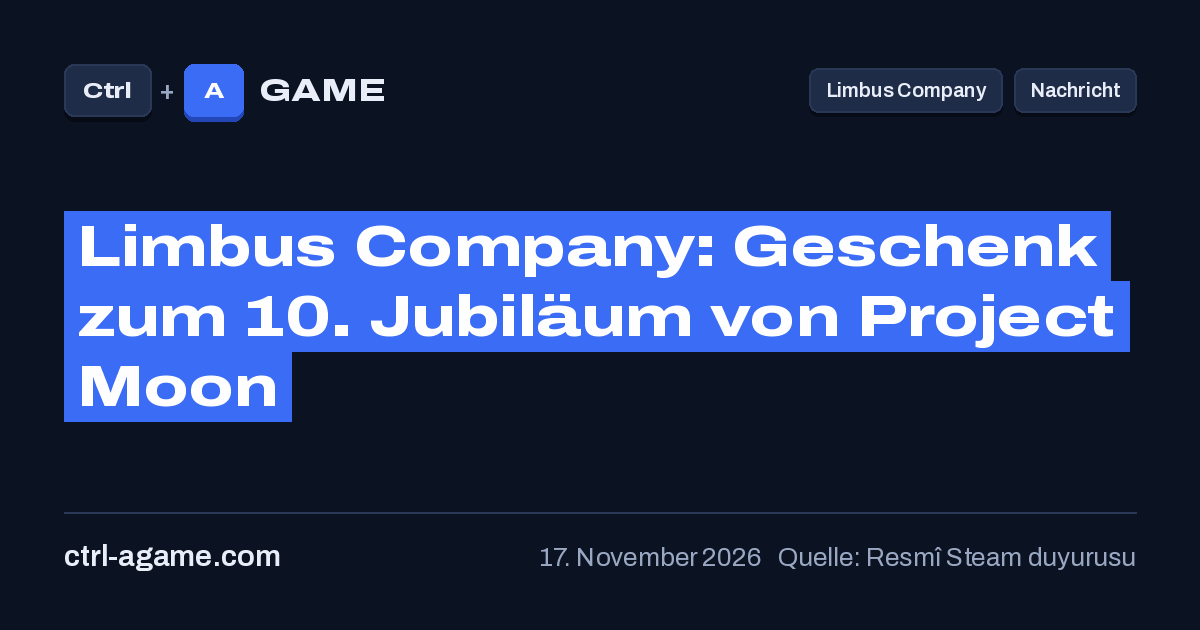 Ctrl + A GAME
Limbus Company
Nachricht
Limbus Company: Geschenk
zum 10. Jubiläum von Project
Moon
ctrl-agame.com
17. November 2026 Quelle: Resmî Steam duyurusu